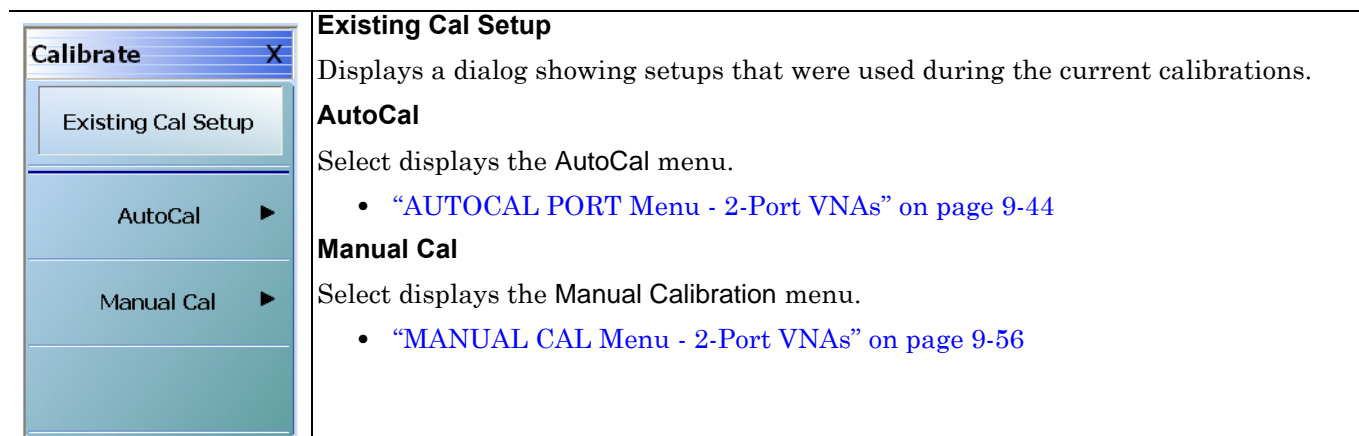 Calibrate X
Existing Cal Setup
AutoCal ►
Manual Cal ►
Existing Cal Setup
Displays a dialog showing setups that were used during the current calibrations.
AutoCal
Select displays the AutoCal menu.
• “AUTOCAL PORT Menu - 2-Port VNAs” on page 9-44
Manual Cal
Select displays the Manual Calibration menu.
• “MANUAL CAL Menu - 2-Port VNAs” on page 9-56